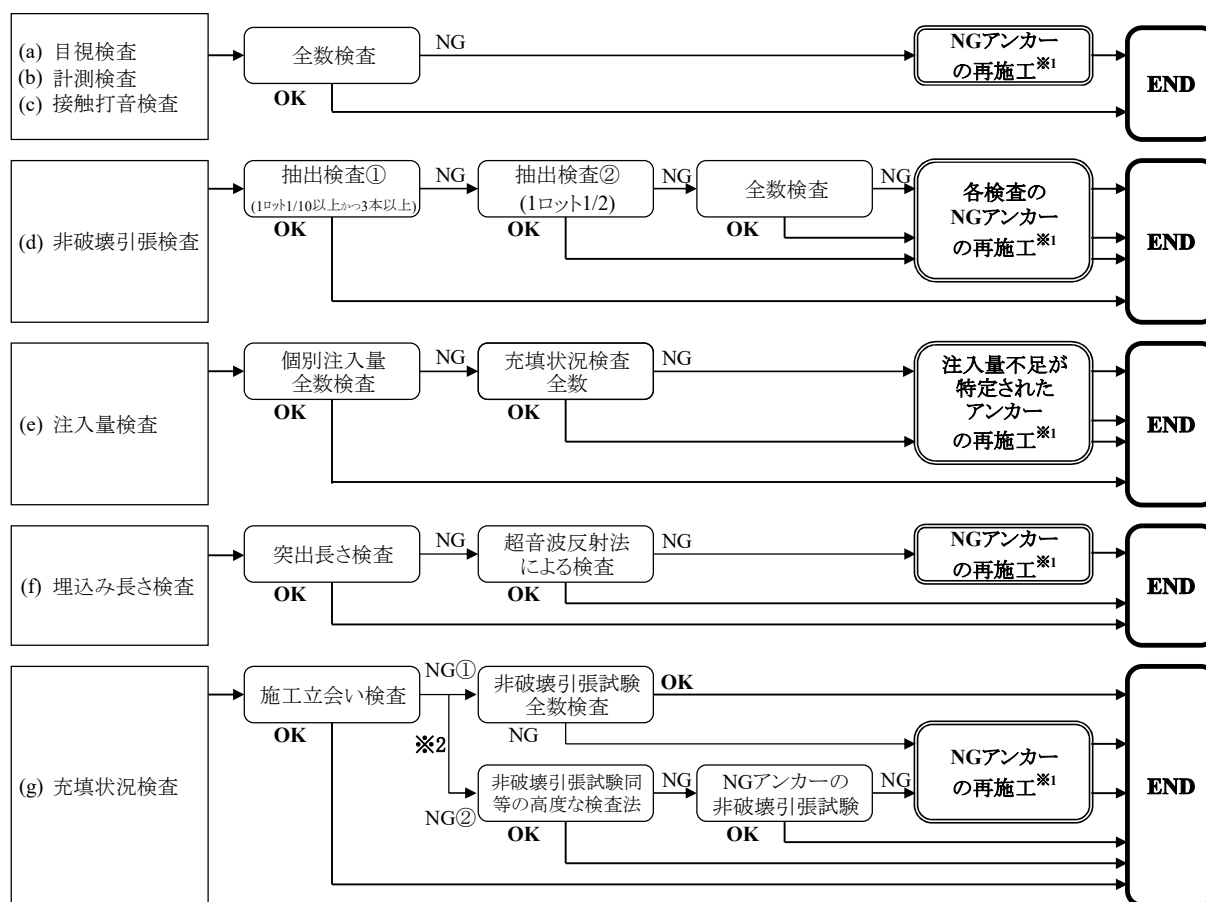 (a) 目視検査
(b) 計測検査
(c) 接触打音検査
全数検査
NG
OK
NGアンカー
の再施工※1
END
(d) 非破壊引張検査
抽出検査①
(1ロット1/10以上かつ3本以上)
NG
OK
抽出検査②
(1ロット1/2)
NG
OK
全数検査
NG
OK
各検査の
NGアンカー
の再施工※1
END
(e) 注入量検査
個別注入量
全数検査
NG
OK
充填状況検査
全数
NG
OK
注入量不足が
特定された
アンカー
の再施工※1
END
(f) 埋込み長さ検査
突出長さ検査
NG
OK
超音波反射法
による検査
NG
OK
NGアンカー
の再施工※1
END
(g) 充填状況検査
施工立会い検査
OK
NG①
※2
NG②
非破壊引張試験
全数検査
OK
NG
非破壊引張試験同
等の高度な検査法
NG
OK
NGアンカーの
非破壊引張試験
NG
OK
NGアンカー
の再施工※1
END